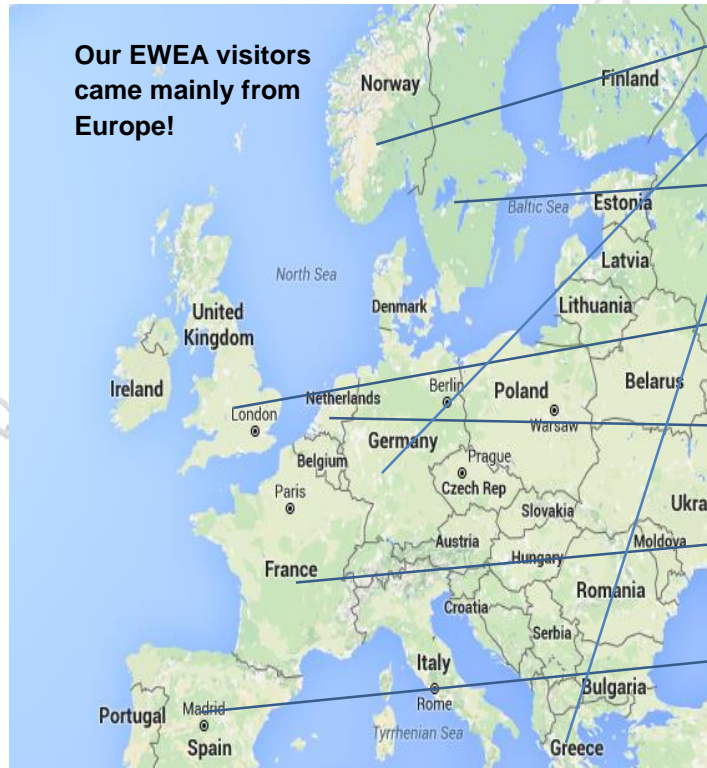 Our EWEA visitors
came mainly from
Europe!
Norway
Finland
Baltic Sea
Estonia
North Sea
Latvia
Denmark
Lithuania
United
Kingdom
Ireland
Netherlands
Berlin
Poland
Belarus
London
Warsaw
Germany
Belgium
Prague
Czech Rep
Paris
Slovakia
Ukra
Austria
Moldova
Hungary
France
Romania
Croatia
Serbia
Italy
Rome
Bulgaria
Portugal
Madrid
Spain
Tyrrhenian Sea
Greece